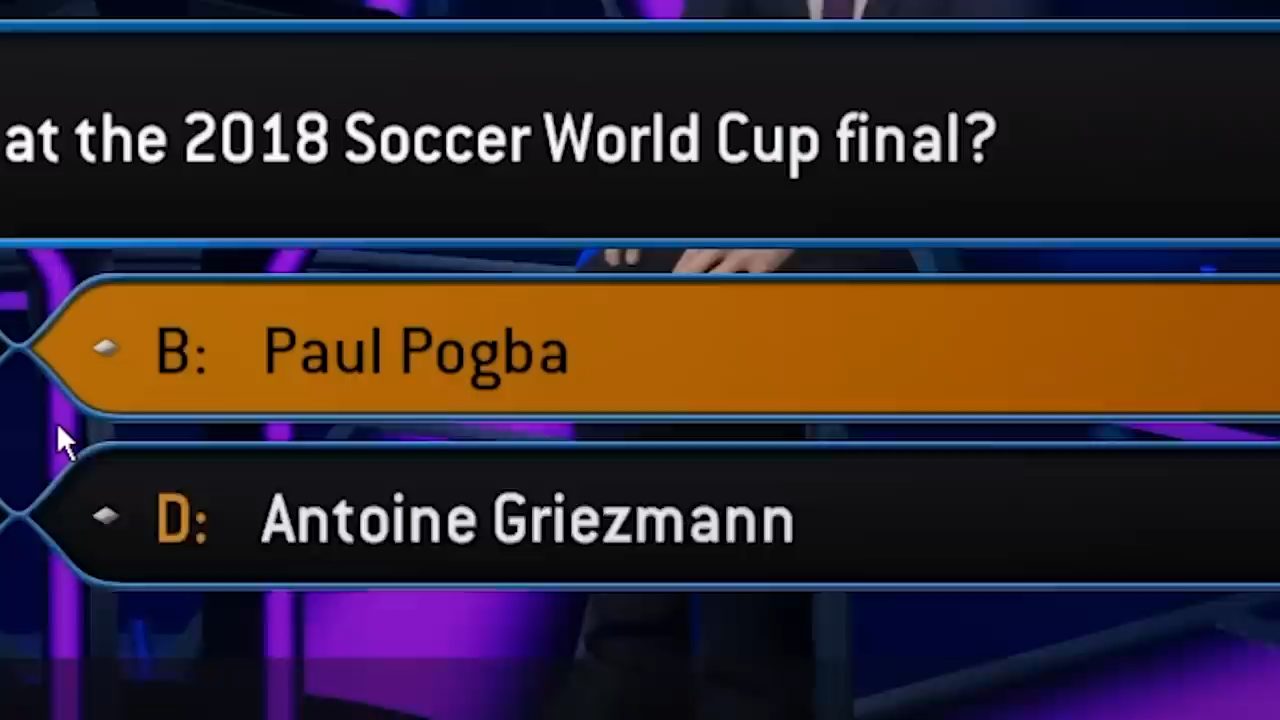 at the 2018 Soccer World Cup final?
B: Paul Pogba
D: Antoine Griezmann